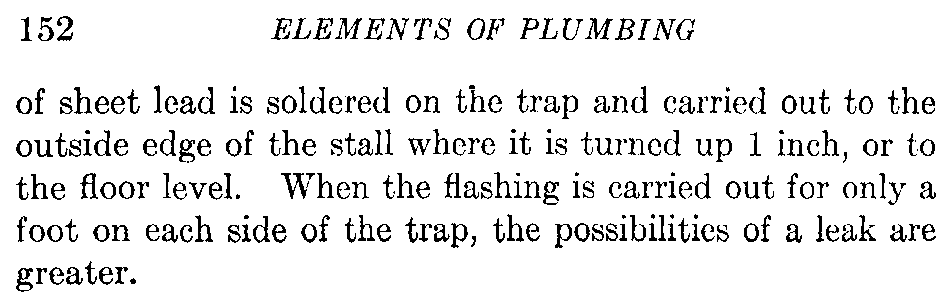 152 ELEMENTS OF PLUMBING
of sheet lead is soldered on the trap and carried out to the
outside edge of the stall where it is turned up 1 inch, or to
the floor level. When the flashing is carried out for only a
foot on each side of the trap, the possibilities of a leak are
greater.